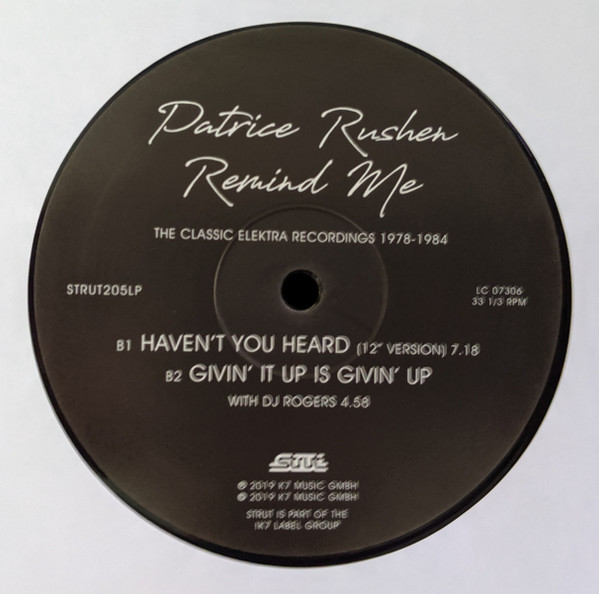 Patrice Rushen
Remind Me
THE CLASSIC ELEKTRA RECORDINGS 1978-1984
STRUT205LP
LC 07306
33 1/3 RPM
B1 HAVEN'T YOU HEARD (12" VERSION) 7.18
B2 GIVIN' IT UP IS GIVIN' UP
WITH DJ ROGERS 4.58
Strut
℗ 2019 K7 MUSIC GMBH
© 2019 K7 MUSIC GMBH
STRUT IS PART OF THE
!K7 LABEL GROUP